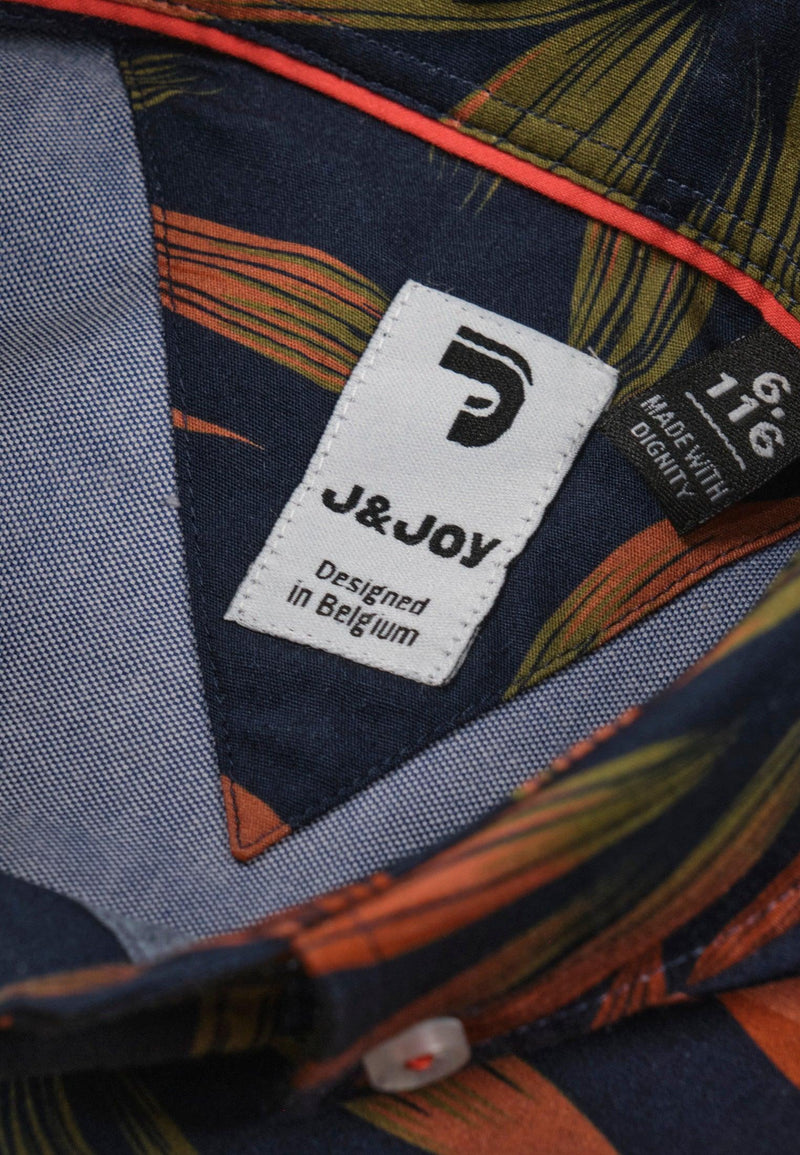 J&Joy
Designed
in Belgium
6.
116
MADE WITH
DIGNITY